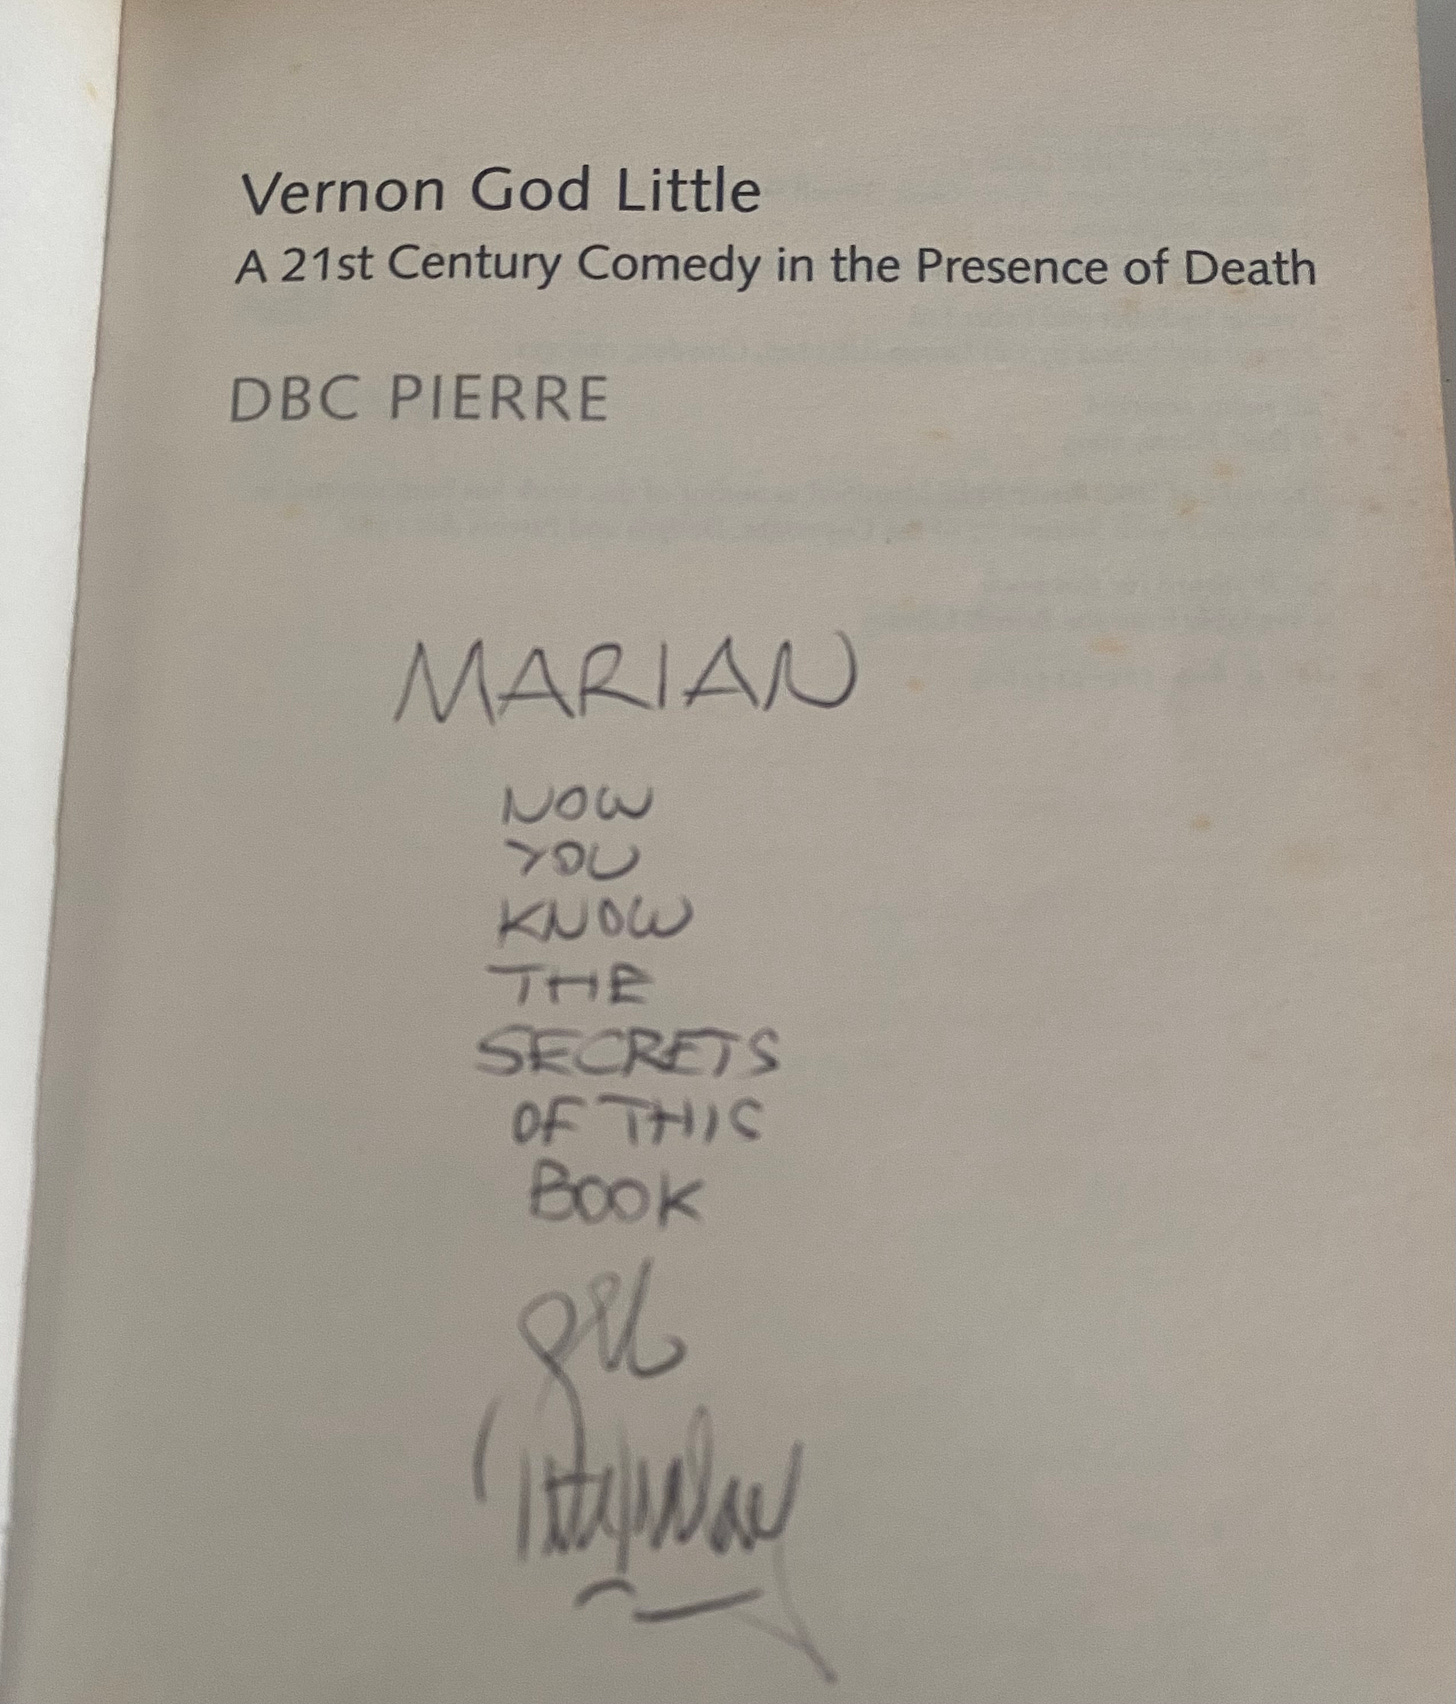 Vernon God Little
A 21st Century Comedy in the Presence of Death
DBC PIERRE
MARIAN
NOW
YOU
KNOW
THE
SECRETS
OF THIS
BOOK